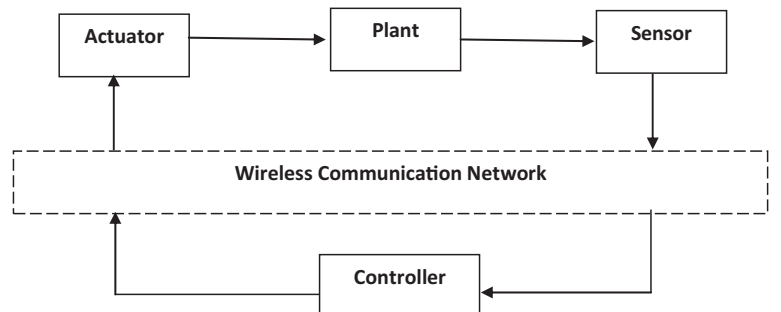 Actuator
Plant
Sensor
Wireless Communication Network
Controller